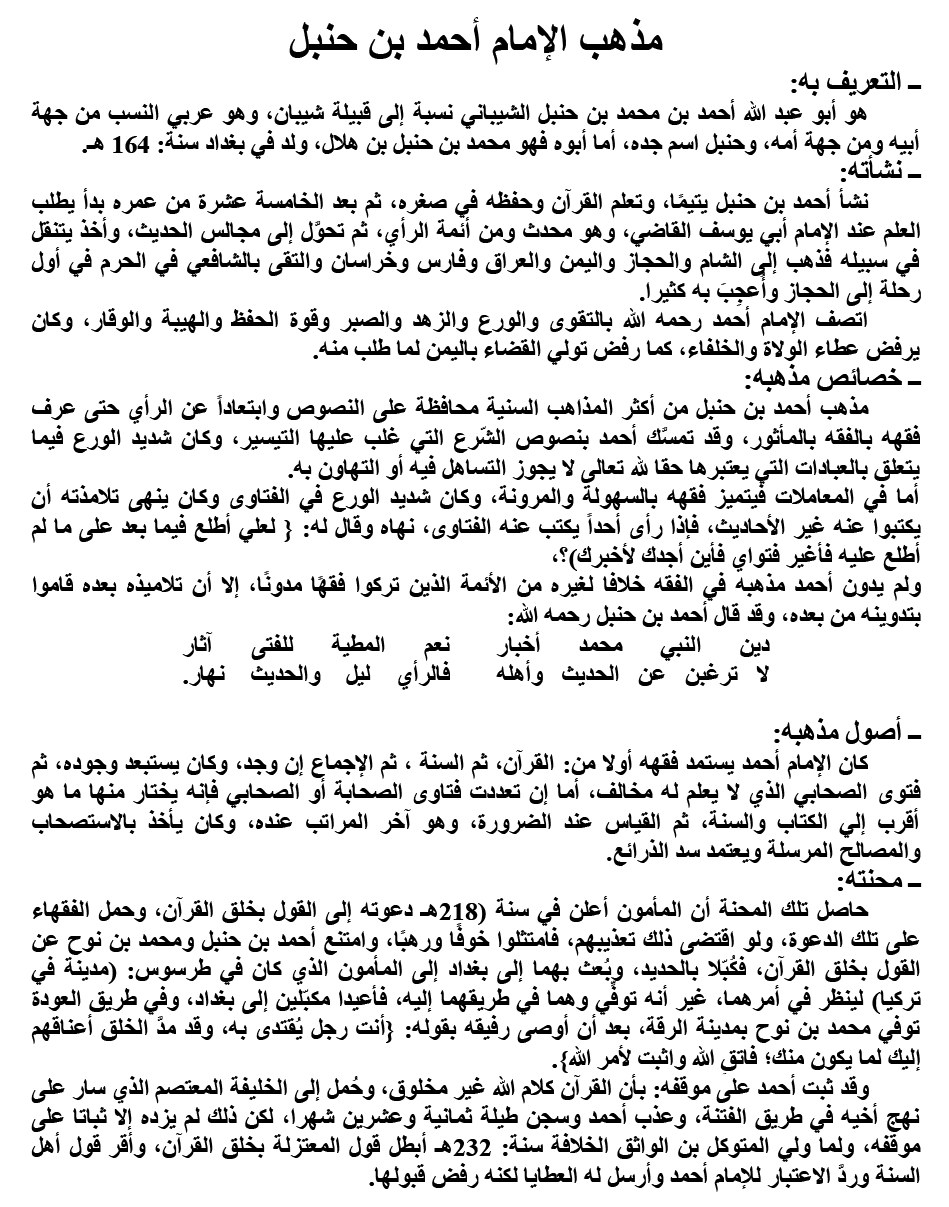 مذهب الإمام أحمد بن حنبل
ـ التعريف به:
هو أبو عبد الله أحمد بن محمد بن حنبل الشيباني نسبة إلى قبيلة شيبان، وهو عربي النسب من جهة
أبيه ومن جهة أمه، وحنبل اسم جده، أما أبوه فهو محمد بن حنبل بن هلال، ولد في بغداد سنة: 164 هـ.
ـ نشأته:
نشأ أحمد بن حنبل يتيمًا، وتعلم القرآن وحفظه في صغره، ثم بعد الخامسة عشرة من عمره بدأ يطلب
العلم عند الإمام أبي يوسف القاضي، وهو محدث ومن أئمة الرأي، ثم تحوَّل إلى مجالس الحديث، وأخذ يتنقل
في سبيله فذهب إلى الشام والحجاز واليمن والعراق وفارس وخراسان والتقى بالشافعي في الحرم في أول
رحلة إلى الحجاز وأُعجِبَ به كثيرا.
اتصف الإمام أحمد رحمه الله بالتقوى والورع والزهد والصبر وقوة الحفظ والهيبة والوقار، وكان
يرفض عطاء الولاة والخلفاء، كما رفض تولي القضاء باليمن لما طلب منه.
ـ خصائص مذهبه:
مذهب أحمد بن حنبل من أكثر المذاهب السنية محافظة على النصوص وابتعاداً عن الرأي حتى عرف
فقهه بالفقه بالمأثور، وقد تمسَّك أحمد بنصوص الشّرع التي غلب عليها التيسير، وكان شديد الورع فيما
يتعلق بالعبادات التي يعتبرها حقا لله تعالى لا يجوز التساهل فيه أو التهاون به.
أما في المعاملات فيتميز فقهه بالسهولة والمرونة، وكان شديد الورع في الفتاوى وكان ينهى تلامذته أن
يكتبوا عنه غير الأحاديث، فإذا رأى أحداً يكتب عنه الفتاوى، نهاه وقال له: { لعلي أطلع فيما بعد على ما لم
أطلع عليه فأغير فتواي فأين أجدك لأخبرك)؟،
ولم يدون أحمد مذهبه في الفقه خلافا لغيره من الأئمة الذين تركوا فقهًا مدونًا، إلا أن تلاميذه بعده قاموا
بتدوينه من بعده، وقد قال أحمد بن حنبل رحمه الله:
دين النبي محمد أخبار نعم المطية للفتى آثار
لا ترغبن عن الحديث وأهله فالرأي ليل والحديث نهار.
ـ أصول مذهبه:
كان الإمام أحمد يستمد فقهه أولا من: القرآن، ثم السنة ، ثم الإجماع إن وجد، وكان يستبعد وجوده، ثم
فتوى الصحابي الذي لا يعلم له مخالف، أما إن تعددت فتاوى الصحابة أو الصحابي فإنه يختار منها ما هو
أقرب إلي الكتاب والسنة، ثم القياس عند الضرورة، وهو آخر المراتب عنده، وكان يأخذ بالاستصحاب
والمصالح المرسلة ويعتمد سد الذرائع.
ـ محنته:
حاصل تلك المحنة أن المأمون أعلن في سنة (218هـ دعوته إلى القول بخلق القرآن، وحمل الفقهاء
على تلك الدعوة، ولو اقتضى ذلك تعذيبهم، فامتثلوا خوفًا ورهبًا، وامتنع أحمد بن حنبل ومحمد بن نوح عن
القول بخلق القرآن، فكُبّلا بالحديد، وبُعث بهما إلى بغداد إلى المأمون الذي كان في طرسوس: (مدينة في
تركيا) لينظر في أمرهما، غير أنه توفّي وهما في طريقهما إليه، فأعيدا مكبّلين إلى بغداد، وفي طريق العودة
توفي محمد بن نوح بمدينة الرقة، بعد أن أوصى رفيقه بقوله: {أنت رجل يُقتدى به، وقد مدَّ الخلق أعناقهم
إليك لما يكون منك؛ فاتقِ الله واثبت لأمر الله}.
وقد ثبت أحمد على موقفه: بأن القرآن كلام الله غير مخلوق، وحُمل إلى الخليفة المعتصم الذي سار على
نهج أخيه في طريق الفتنة، وعذب أحمد وسجن طيلة ثمانية وعشرين شهرا، لكن ذلك لم يزده إلا ثباتا على
موقفه، ولما ولي المتوكل بن الواثق الخلافة سنة: 232هـ أبطل قول المعتزلة بخلق القرآن، وأقر قول أهل
السنة وردَّ الاعتبار للإمام أحمد وأرسل له العطايا لكنه رفض قبولها.